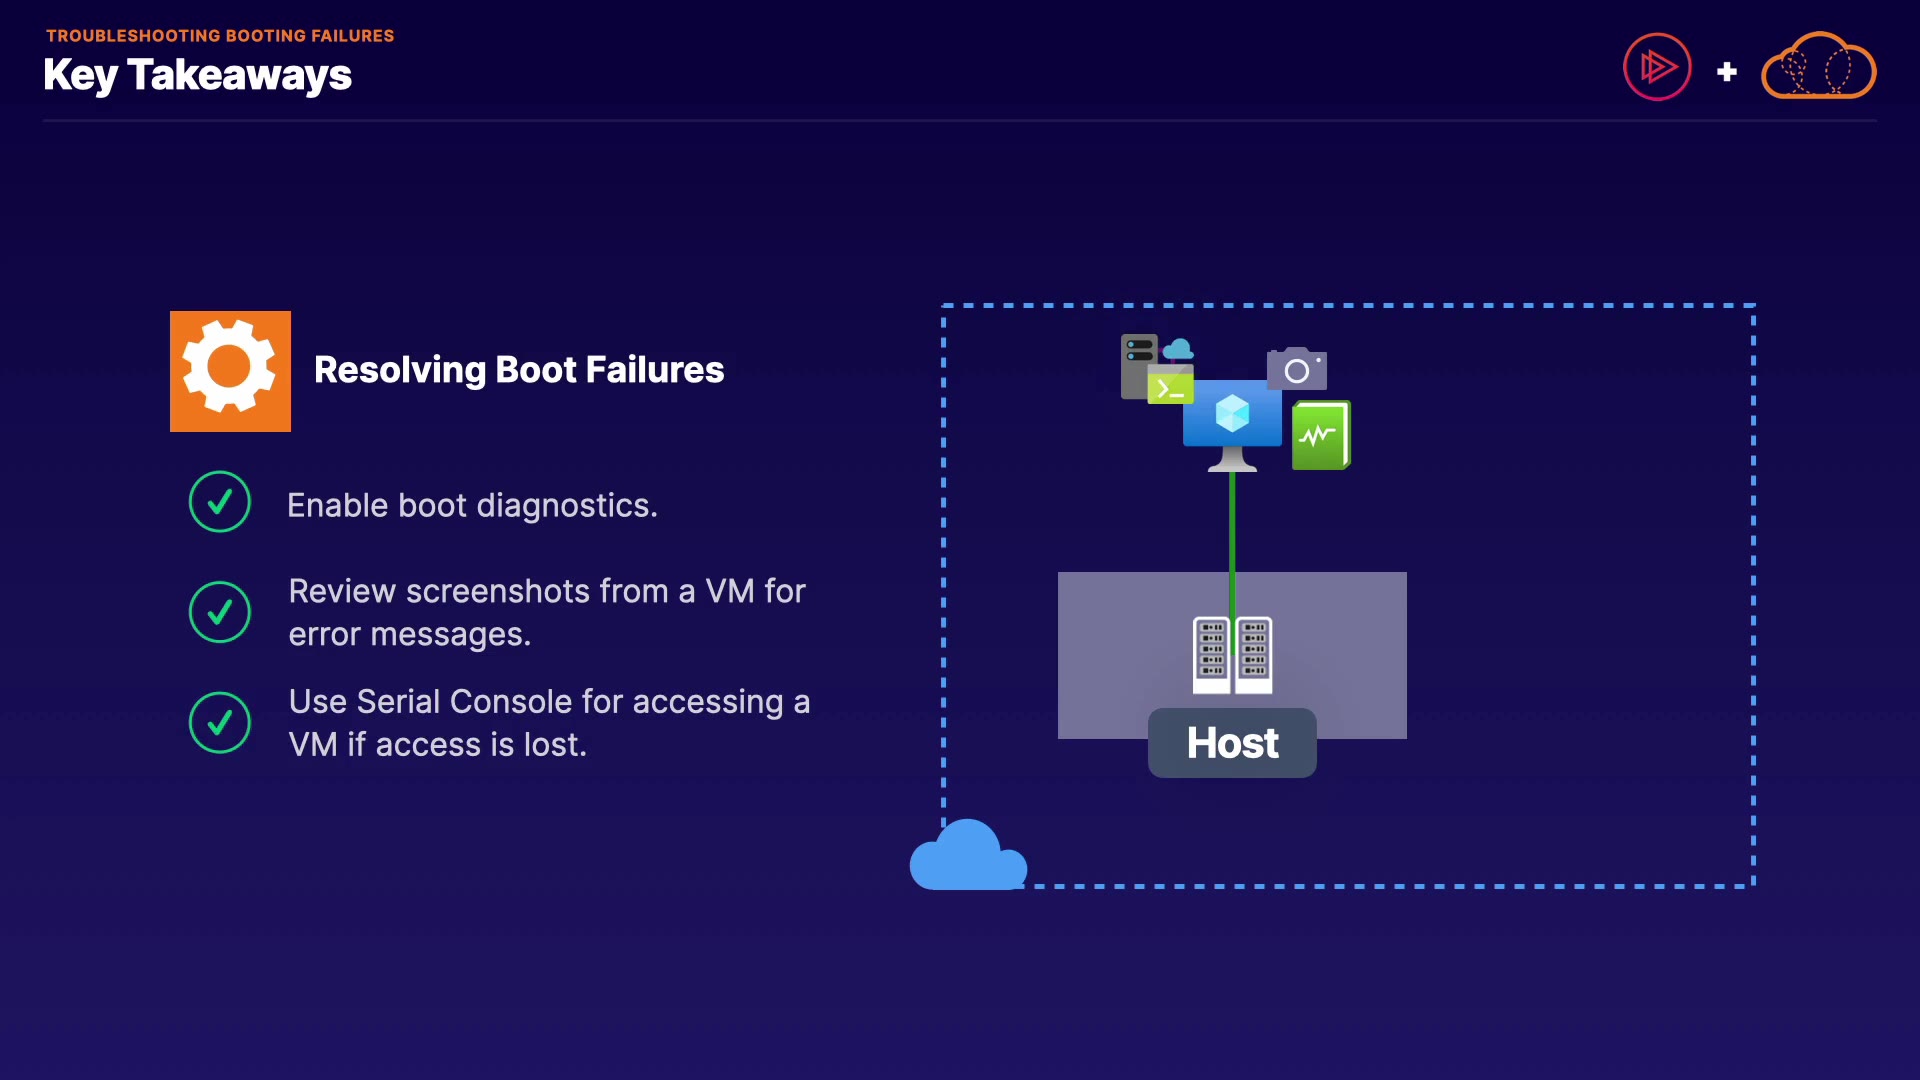 TROUBLESHOOTING BOOTING FAILURES
Key Takeaways
Resolving Boot Failures
Enable boot diagnostics.
Review screenshots from a VM for
error messages.
Use Serial Console for accessing a
VM if access is lost.
Host